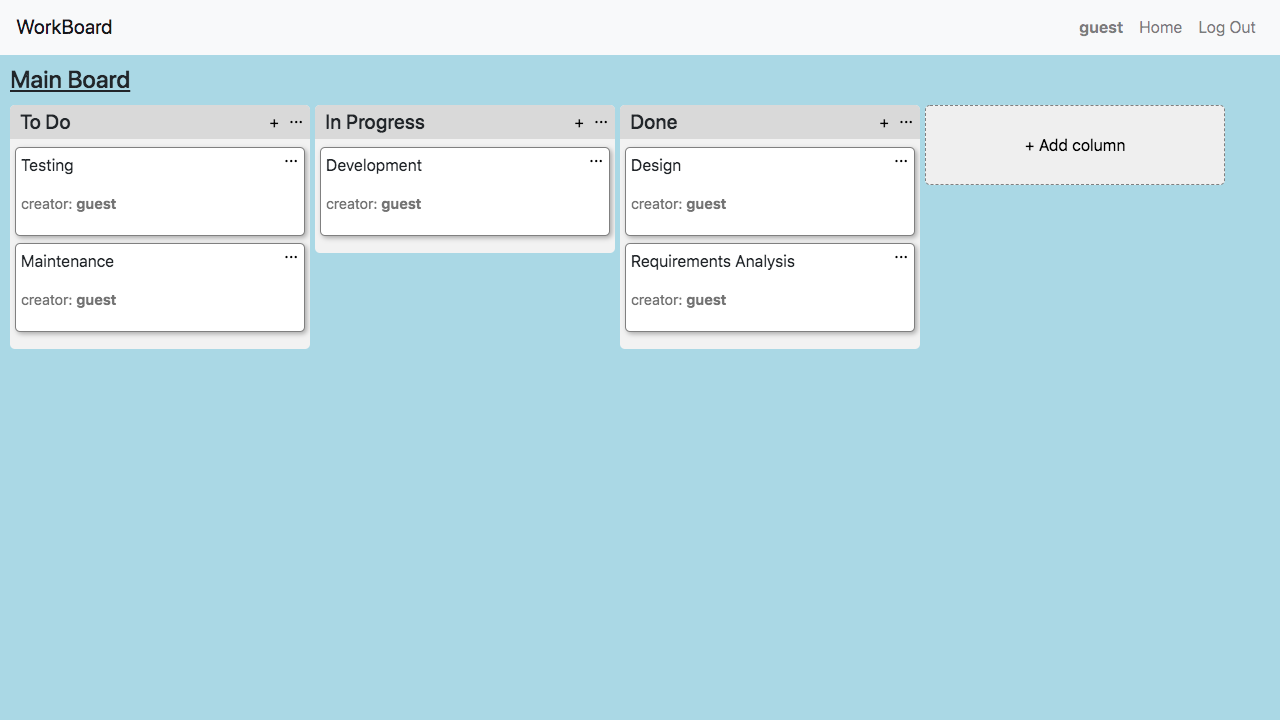 WorkBoard
guest Home Log Out
Main Board
To Do + ...
Testing ...
creator: guest
Maintenance ...
creator: guest
In Progress + ...
Development ...
creator: guest
Done + ...
Design ...
creator: guest
Requirements Analysis ...
creator: guest
+ Add column